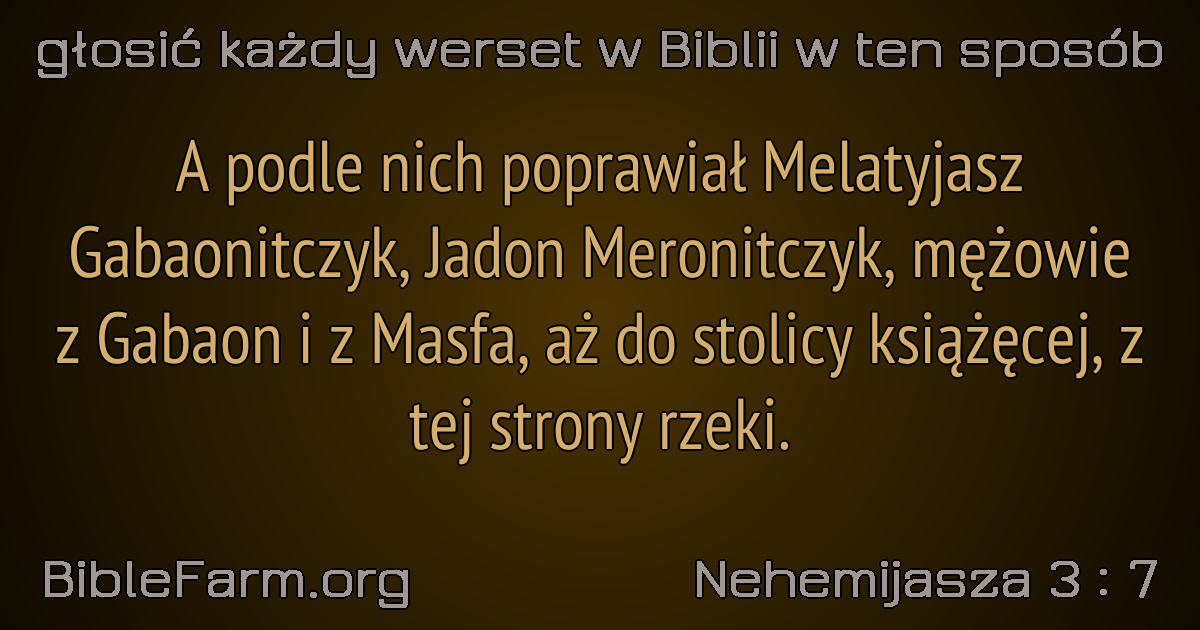 głosić każdy werset w Biblii w ten sposób
A podle nich poprawiał Melatyjasz
Gabaonitczyk, Jadon Meronitczyk, mężowie
z Gabaon i z Masfa, aż do stolicy książęcej, z
tej strony rzeki.
BibleFarm.org
Nehemijasza 3 : 7